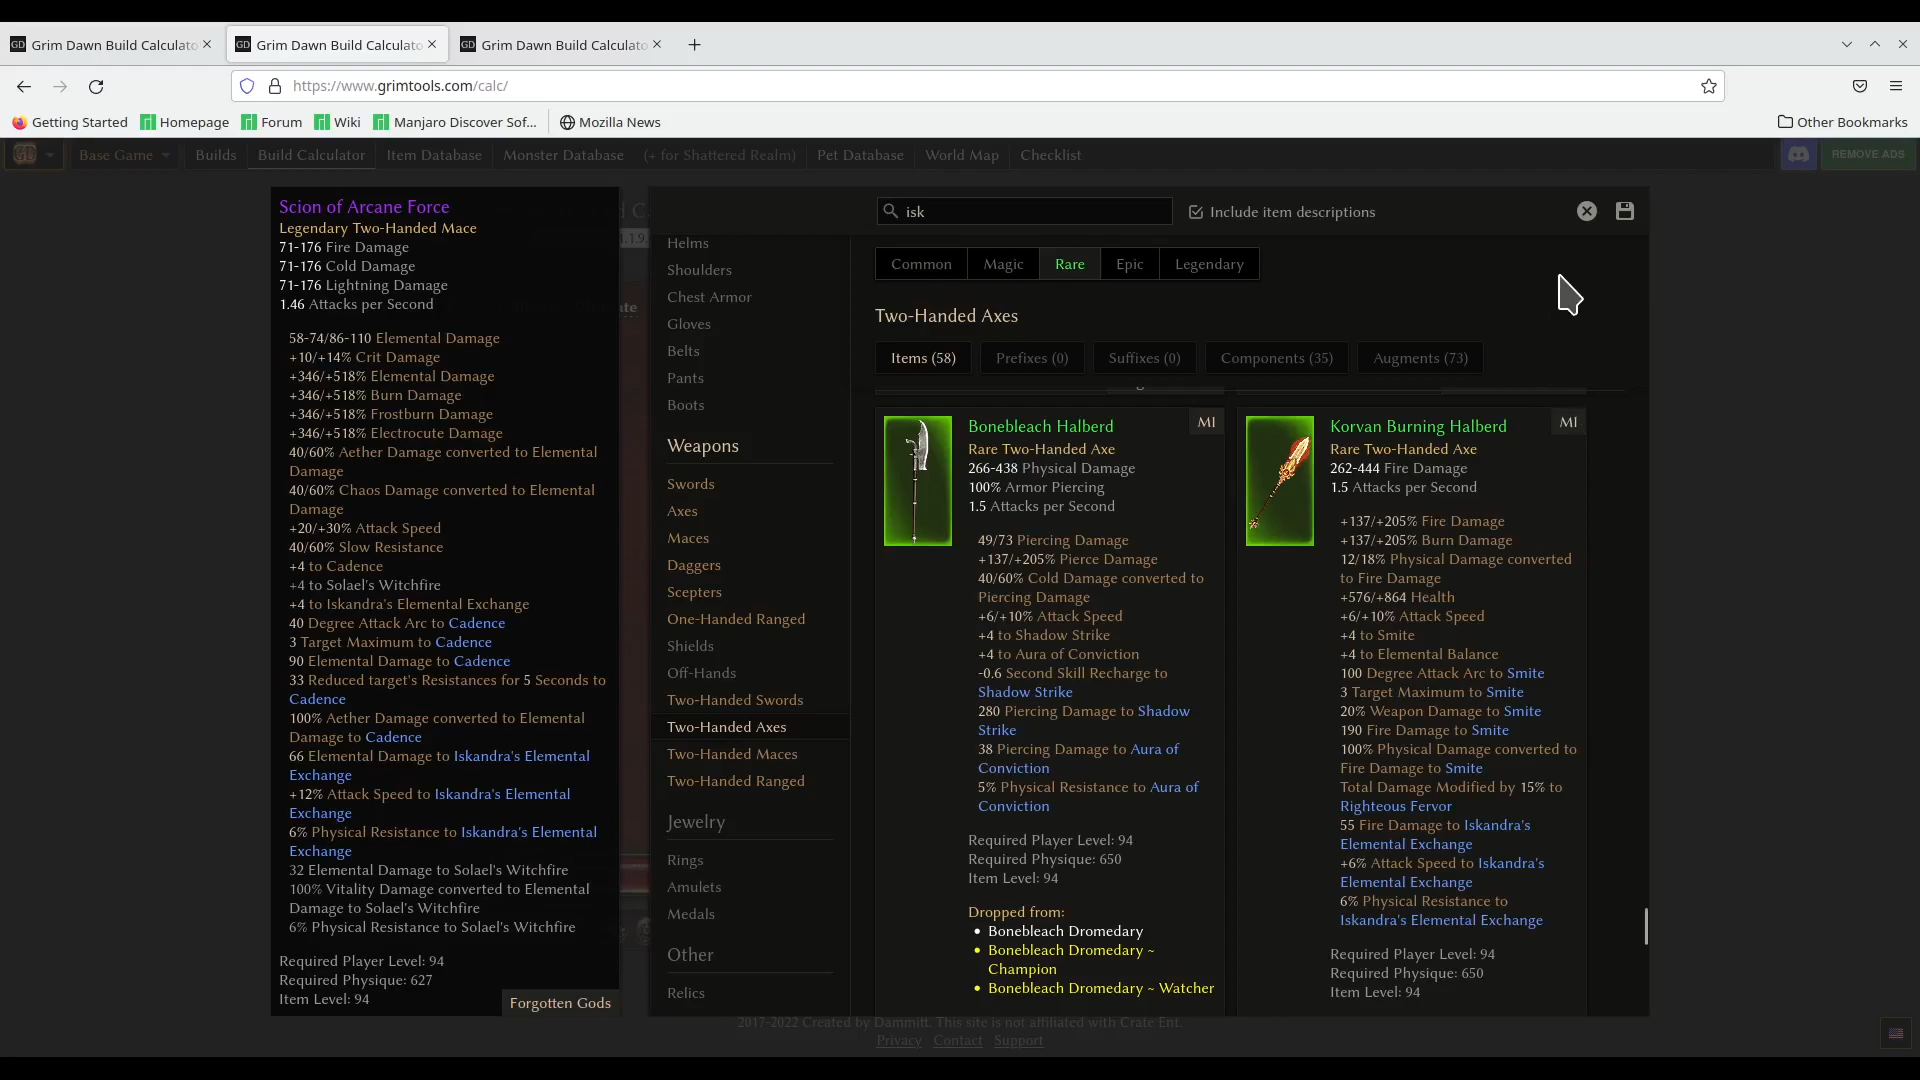 Grim Dawn Build Calculato
Grim Dawn Build Calculato
Grim Dawn Build Calculato
https://www.grimtools.com/calc/
Getting Started
Homepage
Forum
Wiki
Manjaro Discover Sof...
Mozilla News
Other Bookmarks
GD
Base Game
Builds
Build Calculator
Item Database
Monster Database
(+ for Shattered Realm)
Pet Database
World Map
Checklist
REMOVE ADS
Scion of Arcane Force
Legendary Two-Handed Mace
71-176 Fire Damage
71-176 Cold Damage
71-176 Lightning Damage
1.46 Attacks per Second
58-74/86-110 Elemental Damage
+10/+14% Crit Damage
+346/+518% Elemental Damage
+346/+518% Burn Damage
+346/+518% Frostburn Damage
+346/+518% Electrocute Damage
40/60% Aether Damage converted to Elemental
Damage
40/60% Chaos Damage converted to Elemental
Damage
+20/+30% Attack Speed
40/60% Slow Resistance
+4 to Cadence
+4 to Solael's Witchfire
+4 to Iskandra's Elemental Exchange
40 Degree Attack Arc to Cadence
3 Target Maximum to Cadence
90 Elemental Damage to Cadence
33 Reduced target's Resistances for 5 Seconds to
Cadence
100% Aether Damage converted to Elemental
Damage to Cadence
66 Elemental Damage to Iskandra's Elemental
Exchange
+12% Attack Speed to Iskandra's Elemental
Exchange
6% Physical Resistance to Iskandra's Elemental
Exchange
32 Elemental Damage to Solael's Witchfire
100% Vitality Damage converted to Elemental
Damage to Solael's Witchfire
6% Physical Resistance to Solael's Witchfire
Required Player Level: 94
Required Physique: 627
Item Level: 94
Forgotten Gods
isk
Include item descriptions
Helms
Shoulders
Chest Armor
Gloves
Belts
Pants
Boots
Weapons
Swords
Axes
Maces
Daggers
Scepters
One-Handed Ranged
Shields
Off-Hands
Two-Handed Swords
Two-Handed Axes
Two-Handed Maces
Two-Handed Ranged
Jewelry
Rings
Amulets
Medals
Other
Relics
Common
Magic
Rare
Epic
Legendary
Two-Handed Axes
Items (58)
Prefixes (0)
Suffixes (0)
Components (35)
Augments (73)
Bonebleach Halberd
MI
Rare Two-Handed Axe
266-438 Physical Damage
100% Armor Piercing
1.5 Attacks per Second
49/73 Piercing Damage
+137/+205% Pierce Damage
40/60% Cold Damage converted to
Piercing Damage
+6/+10% Attack Speed
+4 to Shadow Strike
+4 to Aura of Conviction
-0.6 Second Skill Recharge to
Shadow Strike
280 Piercing Damage to Shadow
Strike
38 Piercing Damage to Aura of
Conviction
5% Physical Resistance to Aura of
Conviction
Required Player Level: 94
Required Physique: 650
Item Level: 94
Dropped from:
• Bonebleach Dromedary
• Bonebleach Dromedary ~
Champion
• Bonebleach Dromedary ~ Watcher
Korvan Burning Halberd
MI
Rare Two-Handed Axe
262-444 Fire Damage
1.5 Attacks per Second
+137/+205% Fire Damage
+137/+205% Burn Damage
12/18% Physical Damage converted
to Fire Damage
+576/+864 Health
+6/+10% Attack Speed
+4 to Smite
+4 to Elemental Balance
100 Degree Attack Arc to Smite
3 Target Maximum to Smite
20% Weapon Damage to Smite
190 Fire Damage to Smite
100% Physical Damage converted to
Fire Damage to Smite
Total Damage Modified by 15% to
Righteous Fervor
55 Fire Damage to Iskandra's
Elemental Exchange
+6% Attack Speed to Iskandra's
Elemental Exchange
6% Physical Resistance to
Iskandra's Elemental Exchange
Required Player Level: 94
Required Physique: 650
Item Level: 94
2017-2022 Created by Dammitt. This site is not affiliated with Crate Ent.
Privacy
Contact
Support